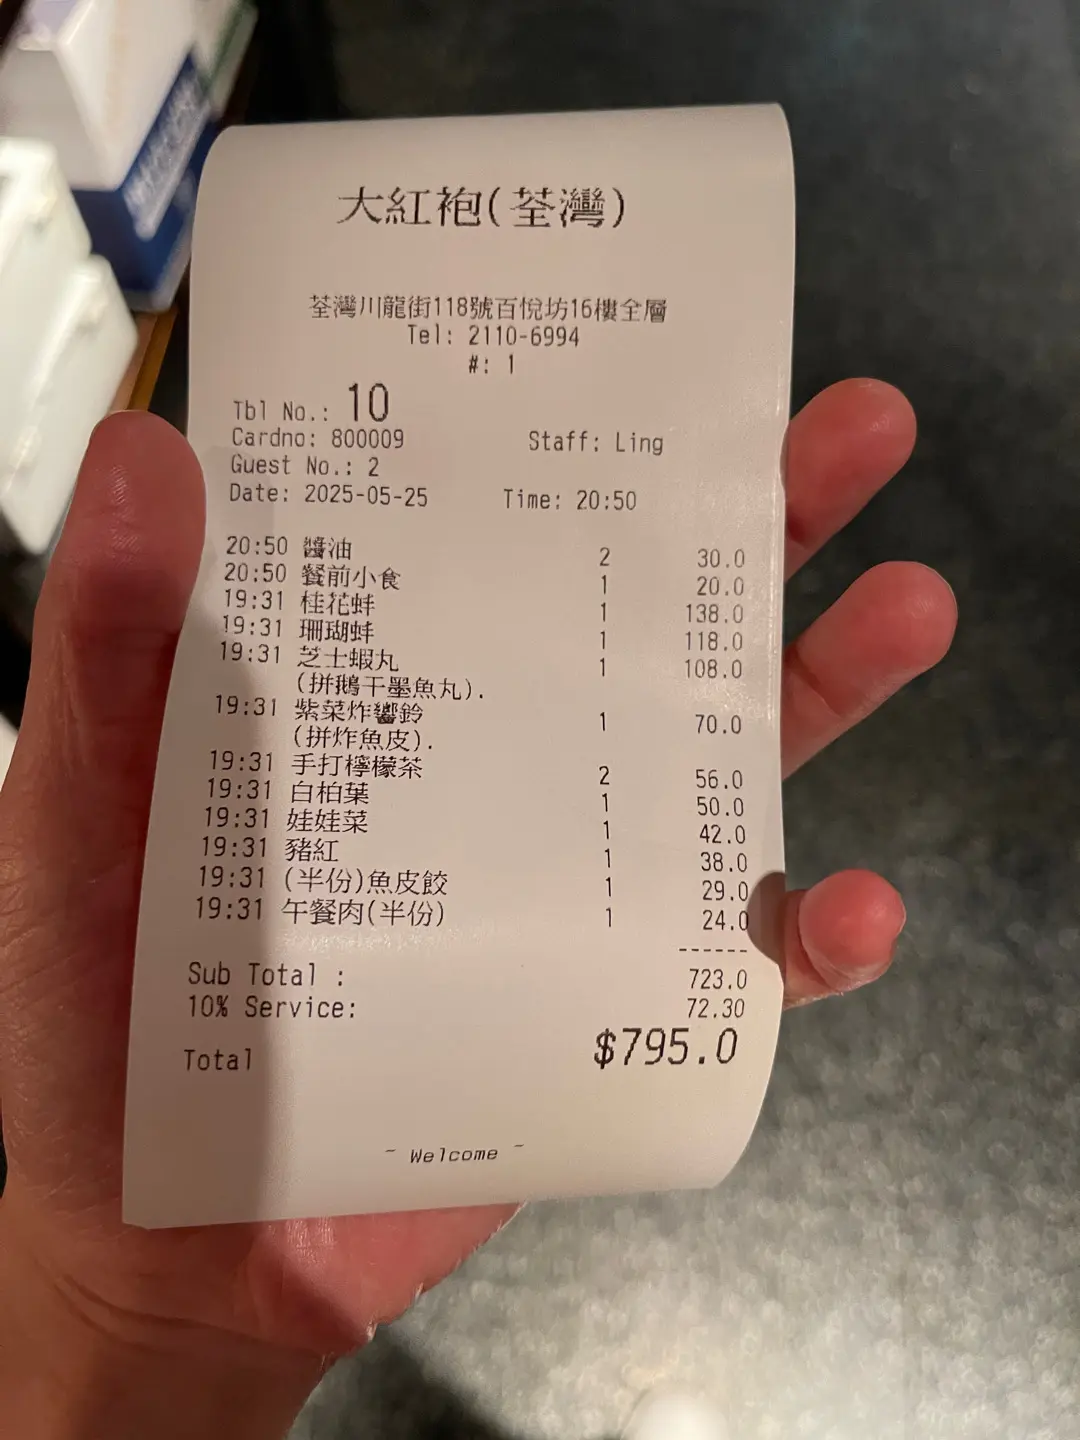 大紅袍(荃灣)
荃灣川龍街118號百悅坊16樓全層
Tel: 2110-6994
#: 1
Tbl No.: 10
Cardno: 800009 Staff: Ling
Guest No.: 2
Date: 2025-05-25 Time: 20:50
20:50 醬油 2 30.0
20:50 餐前小食 1 20.0
19:31 桂花蚌 1 138.0
19:31 珊瑚蚌 1 118.0
19:31 芝士蝦丸 1 108.0
(拼鵝干墨魚丸).
19:31 紫菜炸響鈴 1 70.0
(拼炸魚皮).
19:31 手打檸檬茶 2 56.0
19:31 白柏葉 1 50.0
19:31 娃娃菜 1 42.0
19:31 豬紅 1 38.0
19:31 (半份)魚皮餃 1 29.0
19:31 午餐肉(半份) 1 24.0
------
Sub Total : 723.0
10% Service: 72.30
Total $795.0
~ Welcome ~